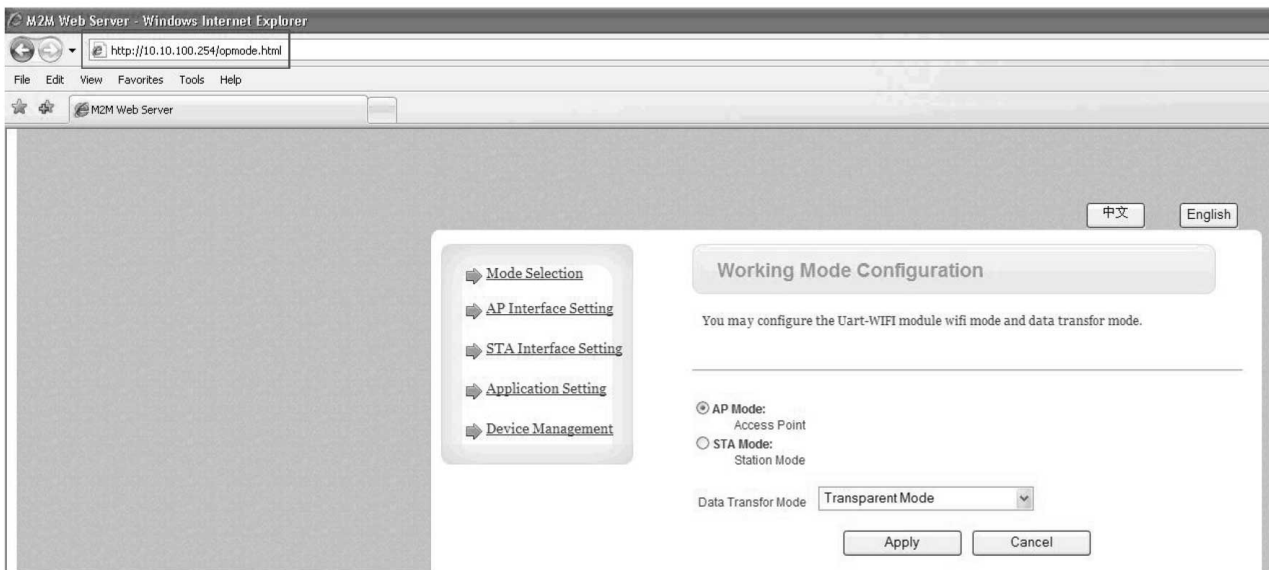 M2M Web Server - Windows Internet Explorer
http://10.10.100.254/opmode.html
File Edit View Favorites Tools Help
M2M Web Server
中文 English
Mode Selection
AP Interface Setting
STA Interface Setting
Application Setting
Device Management
Working Mode Configuration
You may configure the Uart-WIFI module wifi mode and data transfor mode.
AP Mode:
Access Point
STA Mode:
Station Mode
Data Transfor Mode Transparent Mode
Apply Cancel